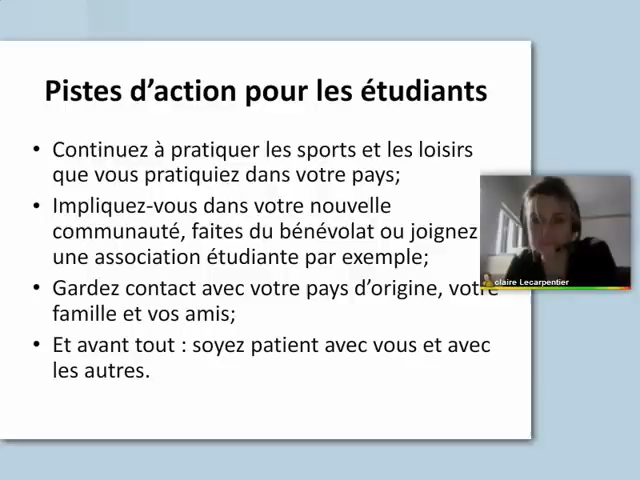 Pistes d’action pour les étudiants
• Continuez à pratiquer les sports et les loisirs
que vous pratiquiez dans votre pays;
• Impliquez-vous dans votre nouvelle
communauté, faites du bénévolat ou joignez
une association étudiante par exemple;
• Gardez contact avec votre pays d’origine, votre
famille et vos amis;
• Et avant tout : soyez patient avec vous et avec
les autres.
claire Lecarpentier